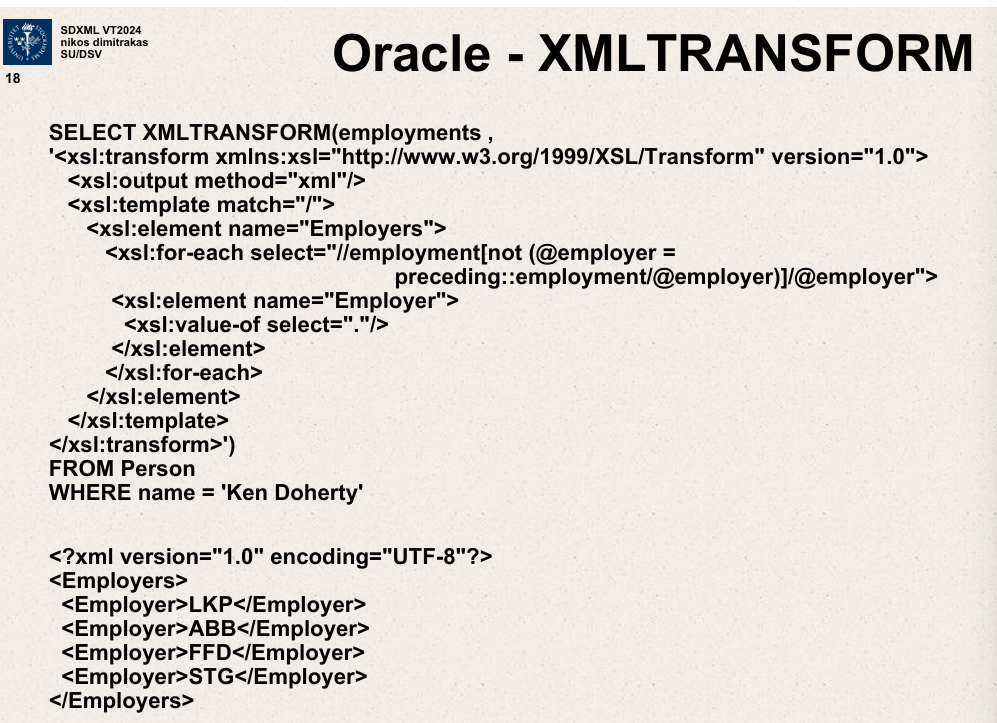 SDXML VT2024
nikos dimitrakas
SU/DSV
18
Oracle - XMLTRANSFORM
SELECT XMLTRANSFORM(employments ,
'<xsl:transform xmlns:xsl="http://www.w3.org/1999/XSL/Transform" version="1.0">
<xsl:output method="xml"/>
<xsl:template match="/">
<xsl:element name="Employers">
<xsl:for-each select="//employment[not (@employer =
preceding::employment/@employer)]/@employer">
<xsl:element name="Employer">
<xsl:value-of select="."/>
</xsl:element>
</xsl:for-each>
</xsl:element>
</xsl:template>
</xsl:transform>')
FROM Person
WHERE name = 'Ken Doherty'
<?xml version="1.0" encoding="UTF-8"?>
<Employers>
<Employer>LKP</Employer>
<Employer>ABB</Employer>
<Employer>FFD</Employer>
<Employer>STG</Employer>
</Employers>